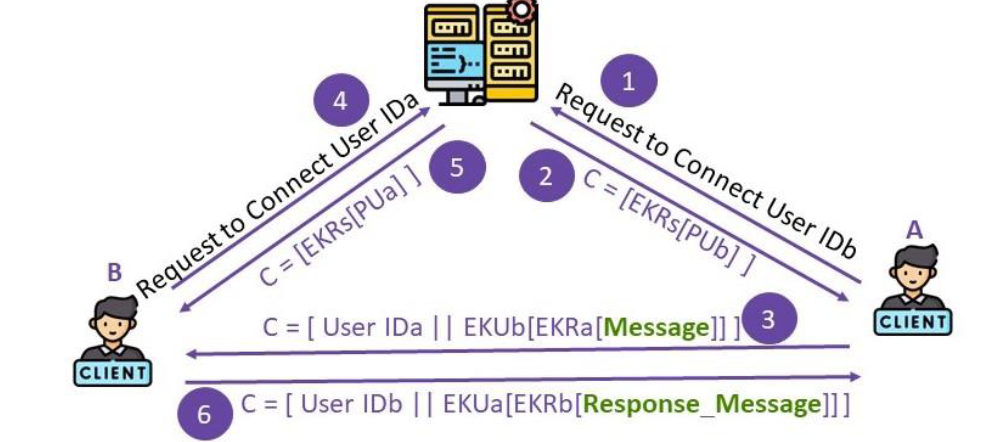 1
Request to Connect User IDb
2
C = [EKRs[PUb] ]
4
Request to Connect User IDa
5
C = [EKRs[PUa] ]
A
CLIENT
B
CLIENT
3
C = [ User IDa || EKUb[EKRa[Message]] ]
6
C = [ User IDb || EKUa[EKRb[Response_Message]] ]